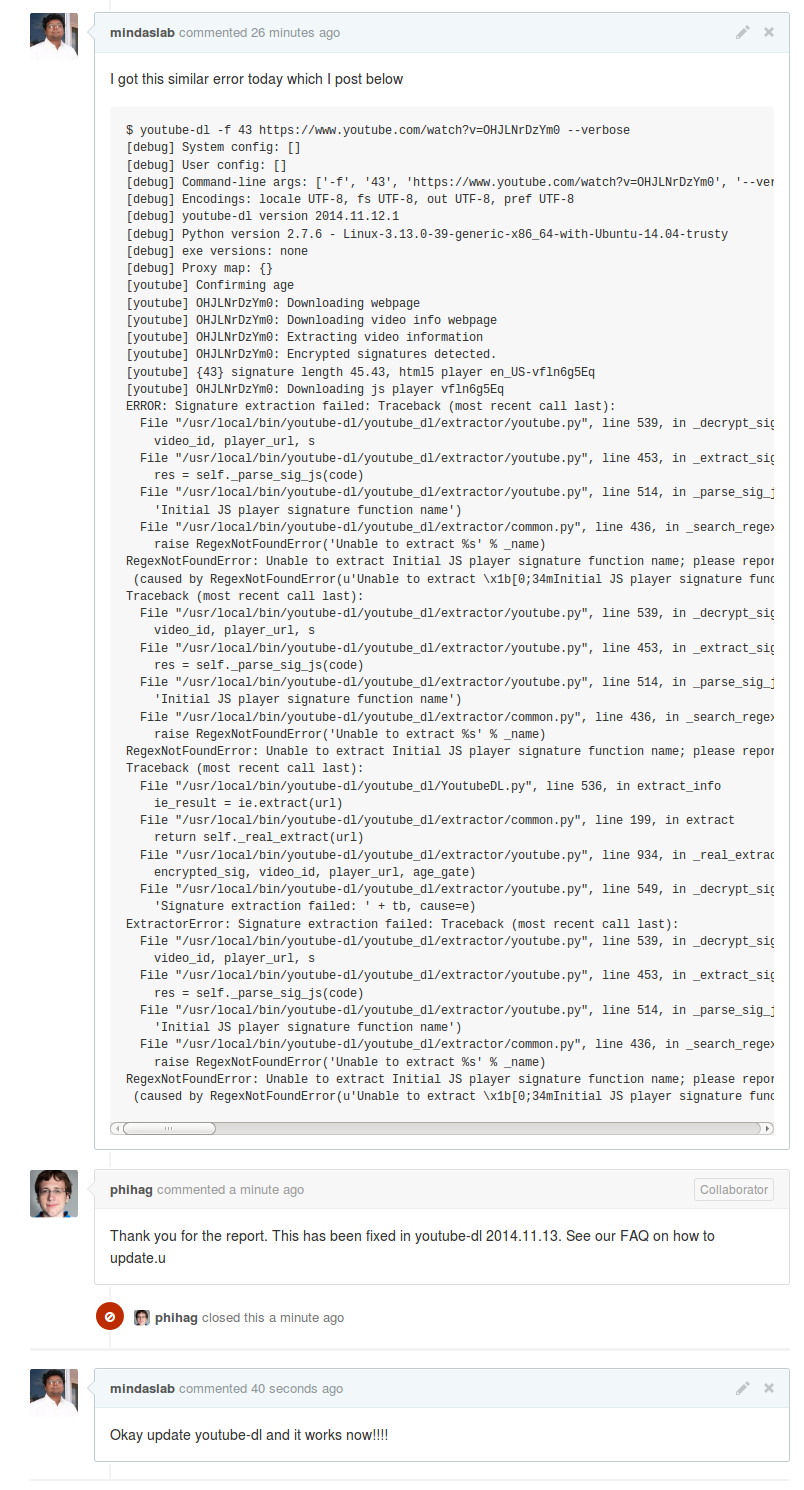 mindaslab commented 26 minutes ago
I got this similar error today which I post below
$ youtube-dl -f 43 https://www.youtube.com/watch?v=OHJLNrDzYm0 --verbose
[debug] System config: []
[debug] User config: []
[debug] Command-line args: ['-f', '43', 'https://www.youtube.com/watch?v=OHJLNrDzYm0', '--ver
[debug] Encodings: locale UTF-8, fs UTF-8, out UTF-8, pref UTF-8
[debug] youtube-dl version 2014.11.12.1
[debug] Python version 2.7.6 - Linux-3.13.0-39-generic-x86_64-with-Ubuntu-14.04-trusty
[debug] exe versions: none
[debug] Proxy map: {}
[youtube] Confirming age
[youtube] OHJLNrDzYm0: Downloading webpage
[youtube] OHJLNrDzYm0: Downloading video info webpage
[youtube] OHJLNrDzYm0: Extracting video information
[youtube] OHJLNrDzYm0: Encrypted signatures detected.
[youtube] {43} signature length 45.43, html5 player en_US-vfln6g5Eq
[youtube] OHJLNrDzYm0: Downloading js player vfln6g5Eq
ERROR: Signature extraction failed: Traceback (most recent call last):
  File "/usr/local/bin/youtube-dl/youtube_dl/extractor/youtube.py", line 539, in _decrypt_sig
    video_id, player_url, s
  File "/usr/local/bin/youtube-dl/youtube_dl/extractor/youtube.py", line 453, in _extract_sig
    res = self._parse_sig_js(code)
  File "/usr/local/bin/youtube-dl/youtube_dl/extractor/youtube.py", line 514, in _parse_sig_j
    'Initial JS player signature function name')
  File "/usr/local/bin/youtube-dl/youtube_dl/extractor/common.py", line 436, in _search_regex
    raise RegexNotFoundError('Unable to extract %s' % _name)
RegexNotFoundError: Unable to extract Initial JS player signature function name; please repor
 (caused by RegexNotFoundError(u'Unable to extract \x1b[0;34mInitial JS player signature func
Traceback (most recent call last):
  File "/usr/local/bin/youtube-dl/youtube_dl/extractor/youtube.py", line 539, in _decrypt_sig
    video_id, player_url, s
  File "/usr/local/bin/youtube-dl/youtube_dl/extractor/youtube.py", line 453, in _extract_sig
    res = self._parse_sig_js(code)
  File "/usr/local/bin/youtube-dl/youtube_dl/extractor/youtube.py", line 514, in _parse_sig_j
    'Initial JS player signature function name')
  File "/usr/local/bin/youtube-dl/youtube_dl/extractor/common.py", line 436, in _search_regex
    raise RegexNotFoundError('Unable to extract %s' % _name)
RegexNotFoundError: Unable to extract Initial JS player signature function name; please repor
Traceback (most recent call last):
  File "/usr/local/bin/youtube-dl/youtube_dl/YoutubeDL.py", line 536, in extract_info
    ie_result = ie.extract(url)
  File "/usr/local/bin/youtube-dl/youtube_dl/extractor/common.py", line 199, in extract
    return self._real_extract(url)
  File "/usr/local/bin/youtube-dl/youtube_dl/extractor/youtube.py", line 934, in _real_extrac
    encrypted_sig, video_id, player_url, age_gate)
  File "/usr/local/bin/youtube-dl/youtube_dl/extractor/youtube.py", line 549, in _decrypt_sig
    'Signature extraction failed: ' + tb, cause=e)
ExtractorError: Signature extraction failed: Traceback (most recent call last):
  File "/usr/local/bin/youtube-dl/youtube_dl/extractor/youtube.py", line 539, in _decrypt_sig
    video_id, player_url, s
  File "/usr/local/bin/youtube-dl/youtube_dl/extractor/youtube.py", line 453, in _extract_sig
    res = self._parse_sig_js(code)
  File "/usr/local/bin/youtube-dl/youtube_dl/extractor/youtube.py", line 514, in _parse_sig_j
    'Initial JS player signature function name')
  File "/usr/local/bin/youtube-dl/youtube_dl/extractor/common.py", line 436, in _search_regex
    raise RegexNotFoundError('Unable to extract %s' % _name)
RegexNotFoundError: Unable to extract Initial JS player signature function name; please repor
 (caused by RegexNotFoundError(u'Unable to extract \x1b[0;34mInitial JS player signature func
phihag commented a minute ago
Collaborator
Thank you for the report. This has been fixed in youtube-dl 2014.11.13. See our FAQ on how to
update.u
phihag closed this a minute ago
mindaslab commented 40 seconds ago
Okay update youtube-dl and it works now!!!!